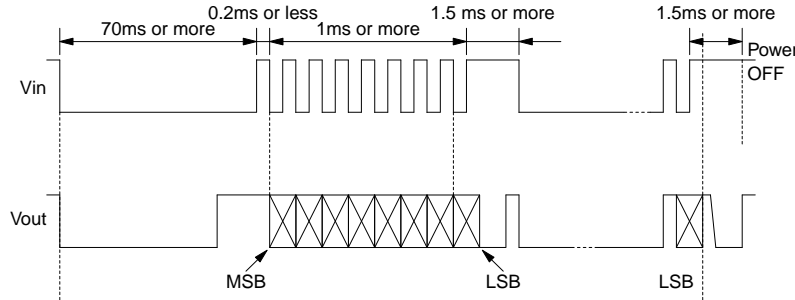 0.2ms or less 1.5 ms or more 1.5ms or more
70ms or more 1ms or more
Power
OFF
Vin
Vout
MSB LSB LSB